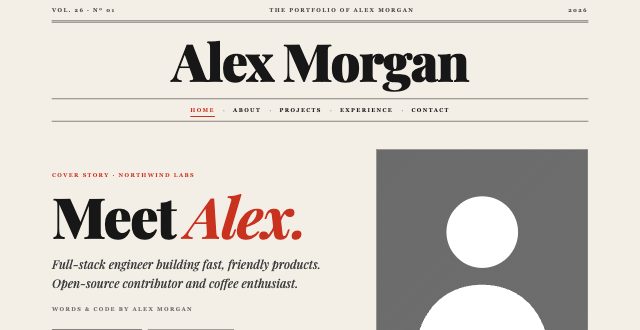 VOL. 26 · Nº 01
THE PORTFOLIO OF ALEX MORGAN
2026
Alex Morgan
HOME · ABOUT · PROJECTS · EXPERIENCE · CONTACT
COVER STORY · NORTHWIND LABS
Meet Alex.
Full-stack engineer building fast, friendly products.
Open-source contributor and coffee enthusiast.
WORDS & CODE BY ALEX MORGAN